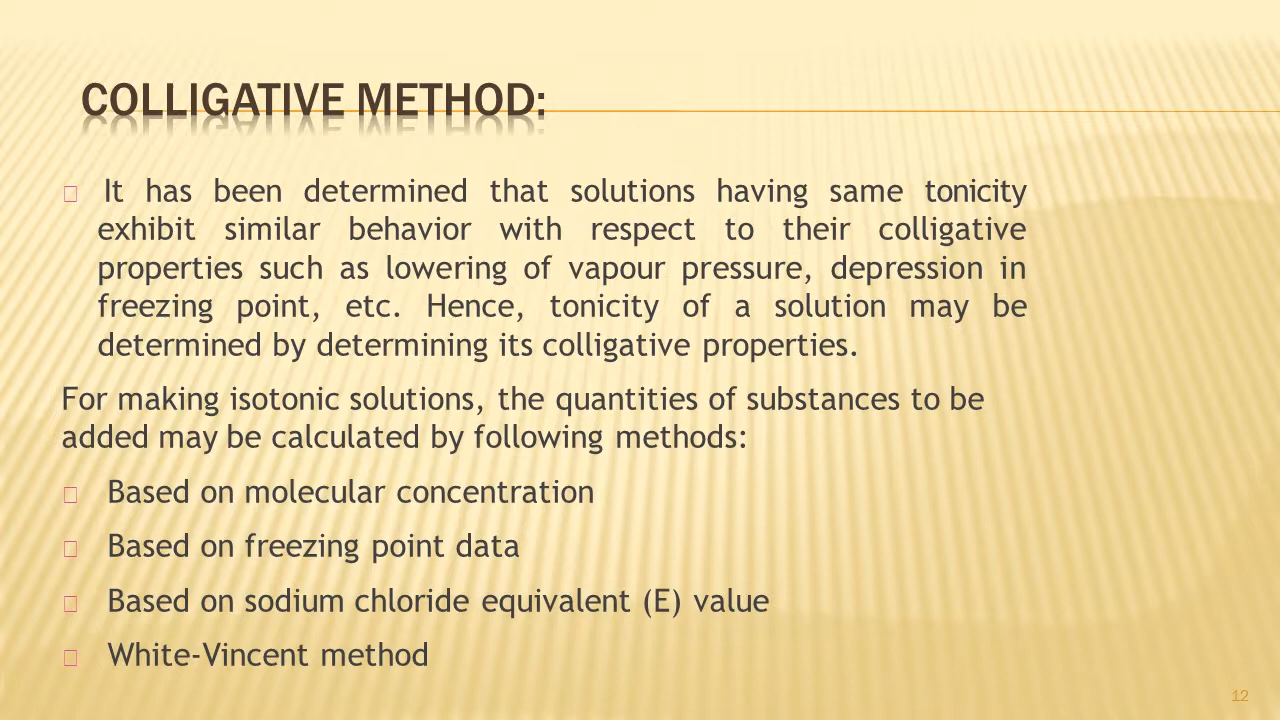 COLLIGATIVE METHOD:
It has been determined that solutions having same tonicity
exhibit similar behavior with respect to their colligative
properties such as lowering of vapour pressure, depression in
freezing point, etc. Hence, tonicity of a solution may be
determined by determining its colligative properties.
For making isotonic solutions, the quantities of substances to be
added may be calculated by following methods:
Based on molecular concentration
Based on freezing point data
Based on sodium chloride equivalent (E) value
White-Vincent method
12